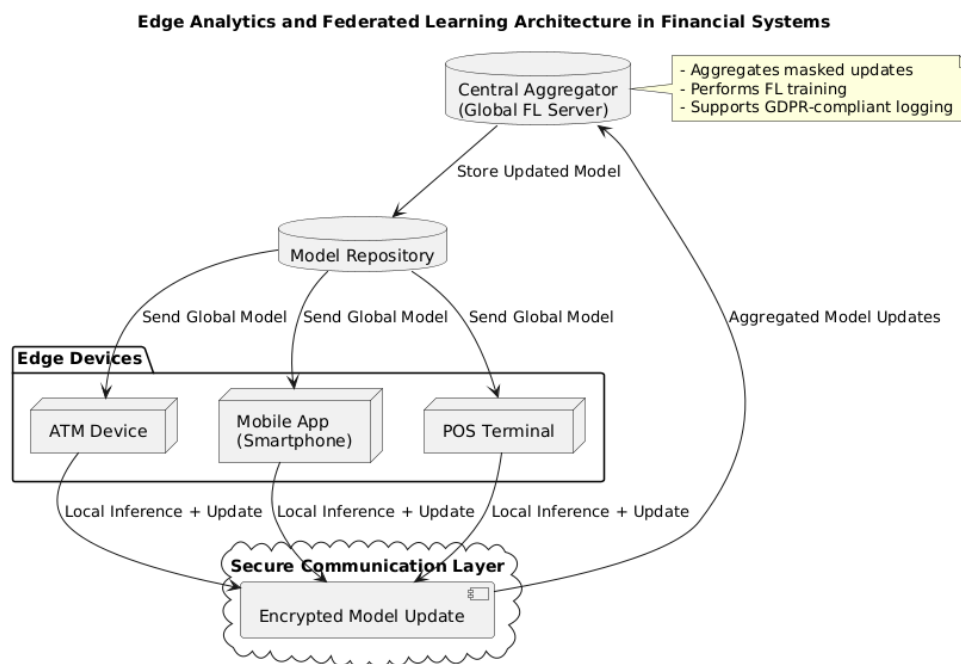 Edge Analytics and Federated Learning Architecture in Financial Systems
Central Aggregator
(Global FL Server)
- Aggregates masked updates
- Performs FL training
- Supports GDPR-compliant logging
Store Updated Model
Model Repository
Send Global Model
Send Global Model
Send Global Model
Aggregated Model Updates
Edge Devices
ATM Device
Mobile App
(Smartphone)
POS Terminal
Local Inference + Update
Local Inference + Update
Local Inference + Update
Secure Communication Layer
Encrypted Model Update